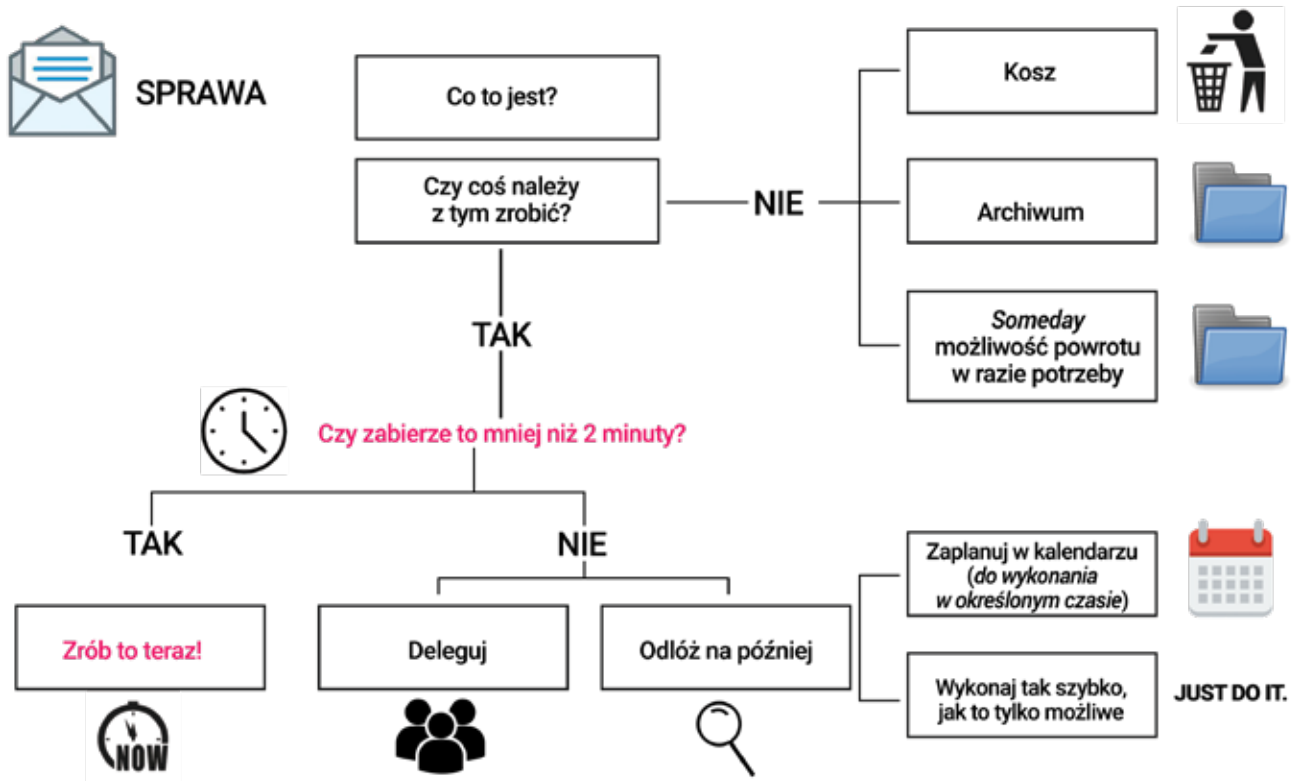 SPRAWA
Co to jest?
Czy coś należy
z tym zrobić?
NIE
Kosz
Archiwum
Someday
możliwość powrotu
w razie potrzeby
TAK
Czy zabierze to mniej niż 2 minuty?
TAK
NIE
Zrób to teraz!
NOW
Deleguj
Odlóż na później
Zaplanuj w kalendarzu
(do wykonania
w określonym czasie)
Wykonaj tak szybko,
jak to tylko możliwe
JUST DO IT.